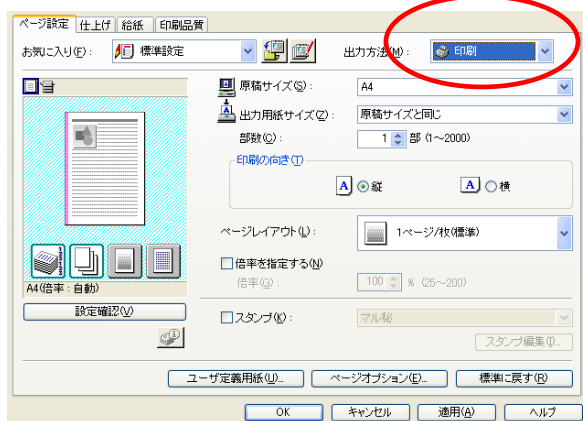 ページ設定 仕上げ 給紙 印刷品質
お気に入り(F): 標準設定 出力方法(M): 印刷
原稿サイズ(S): A4
出力用紙サイズ(Z): 原稿サイズと同じ
部数(C): 1 部 (1～2000)
印刷の向き(T)
A 縦 A 横
ページレイアウト(L): 1ページ/枚(標準)
倍率を指定する(N)
倍率(G): 100 % (25～200)
A4(倍率:自動)
設定確認(V)
スタンプ(K): マル秘
スタンプ編集(I)...
ユーザ定義用紙(U)... ページオプション(E)... 標準に戻す(R)
OK キャンセル 適用(A) ヘルプ